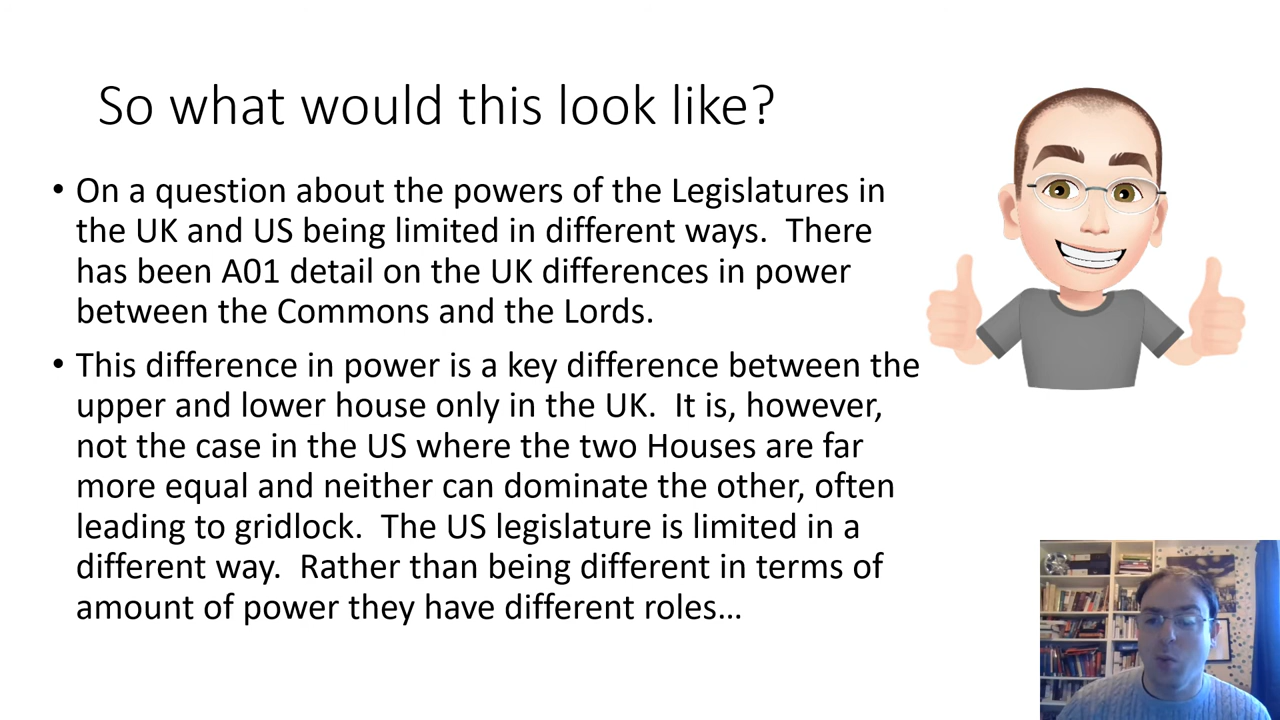 So what would this look like?
• On a question about the powers of the Legislatures in
the UK and US being limited in different ways.  There
has been A01 detail on the UK differences in power
between the Commons and the Lords.
• This difference in power is a key difference between the
upper and lower house only in the UK.  It is, however,
not the case in the US where the two Houses are far
more equal and neither can dominate the other, often
leading to gridlock.  The US legislature is limited in a
different way.  Rather than being different in terms of
amount of power they have different roles…